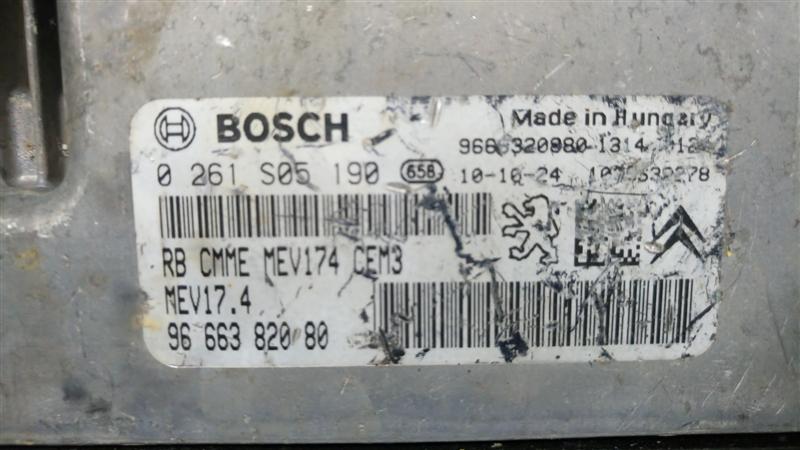 BOSCH
Made in Hungary
0 261 S05 190
658
10-10-24
RB CMME MEV174 CEM3
MEV17.4
96 663 820 80